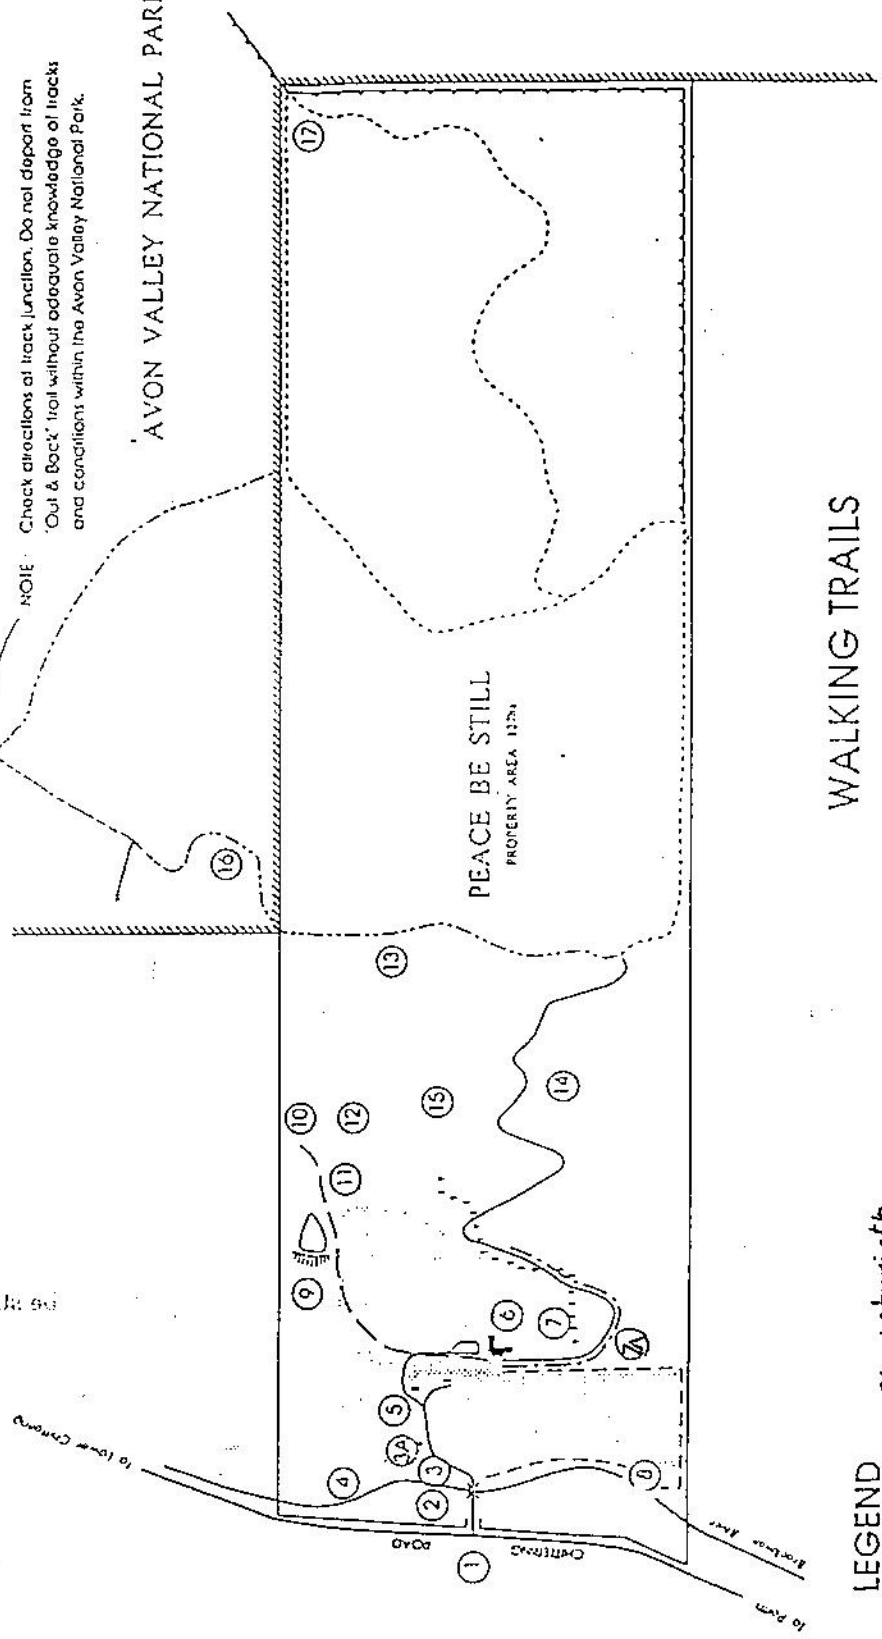 NOTE : Check directions at track junction. Do not depart from
'Out & Back' trail without adequate knowledge of tracks
and conditions within the Avon Valley National Park.
AVON VALLEY NATIONAL PARK
To Lower Chittering
PEACE BE STILL
PROPERTY AREA
CHITTERING
ROAD
Brockman River
To Perth
1
2
3
3A
4
5
6
7
7A
8
9
10
11
12
13
14
15
16
17
WALKING TRAILS
LEGEND